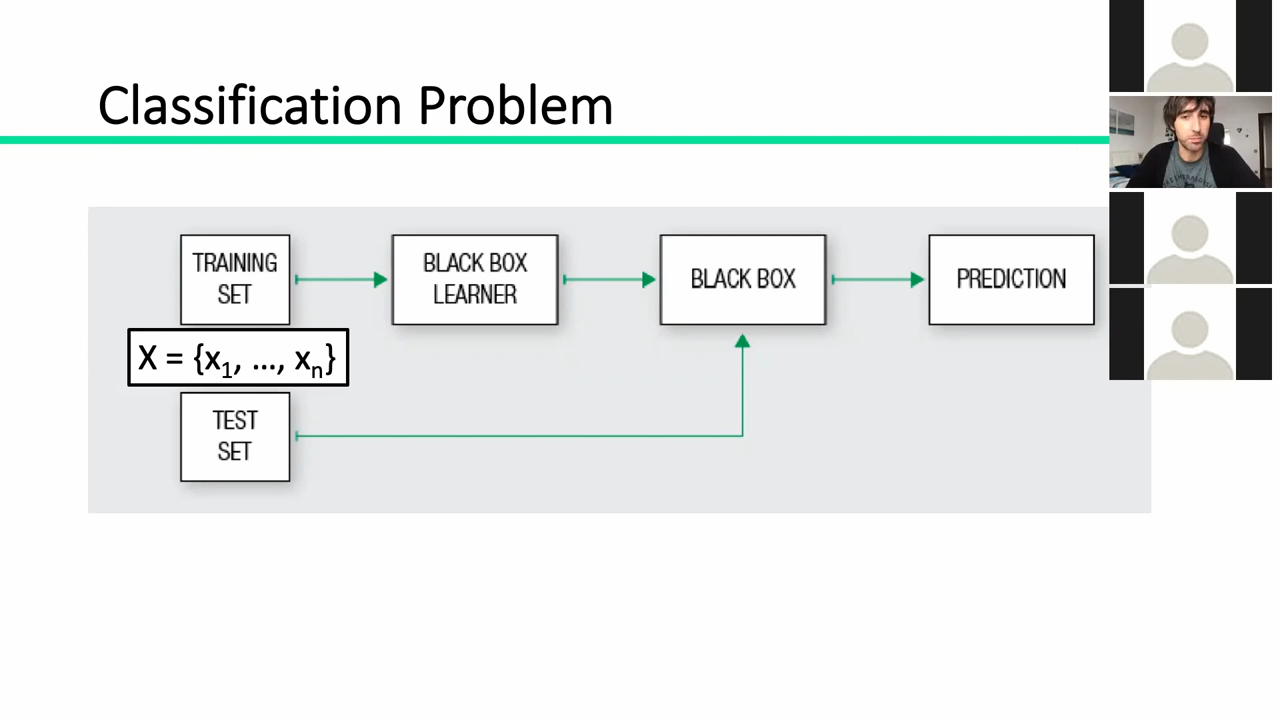 Classification Problem
TRAINING
SET
BLACK BOX
LEARNER
BLACK BOX
PREDICTION
X = {x1, …, xn}
TEST
SET